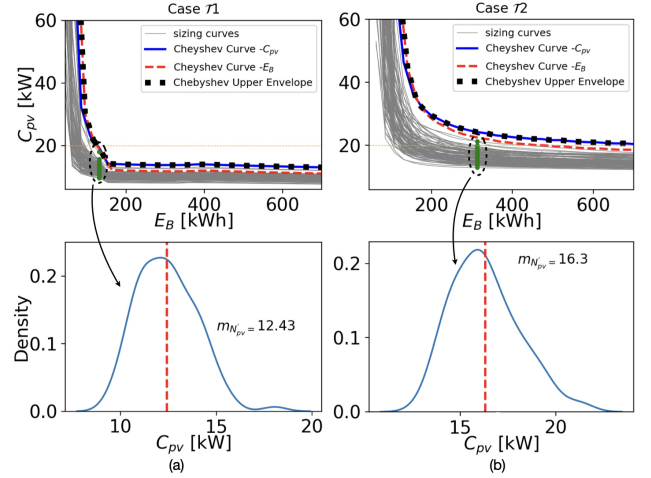 Case 𝒯1
Case 𝒯2
60
40
20
C_pv [kW]
sizing curves
Cheyshev Curve -C_pv
Cheyshev Curve -E_B
Chebyshev Upper Envelope
200
400
600
E_B [kWh]
60
40
20
sizing curves
Cheyshev Curve -C_pv
Cheyshev Curve -E_B
Chebyshev Upper Envelope
200
400
600
E_B [kWh]
0.2
0.1
0.0
Density
m_N'_pv = 12.43
10
15
20
C_pv [kW]
(a)
0.2
0.1
0.0
m_N'_pv = 16.3
15
20
C_pv [kW]
(b)